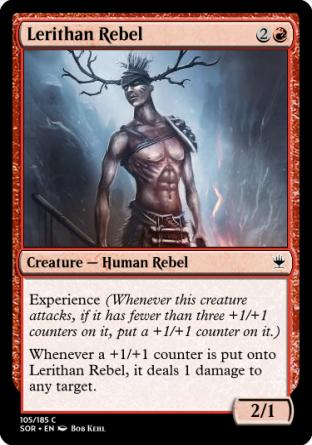 Lerithan Rebel 2
Creature — Human Rebel
Experience (Whenever this creature
attacks, if it has fewer than three +1/+1
counters on it, put a +1/+1 counter on it.)
Whenever a +1/+1 counter is put onto
Lerithan Rebel, it deals 1 damage to
any target.
2/1
105/185 C
SOR • EN BOB KEHL